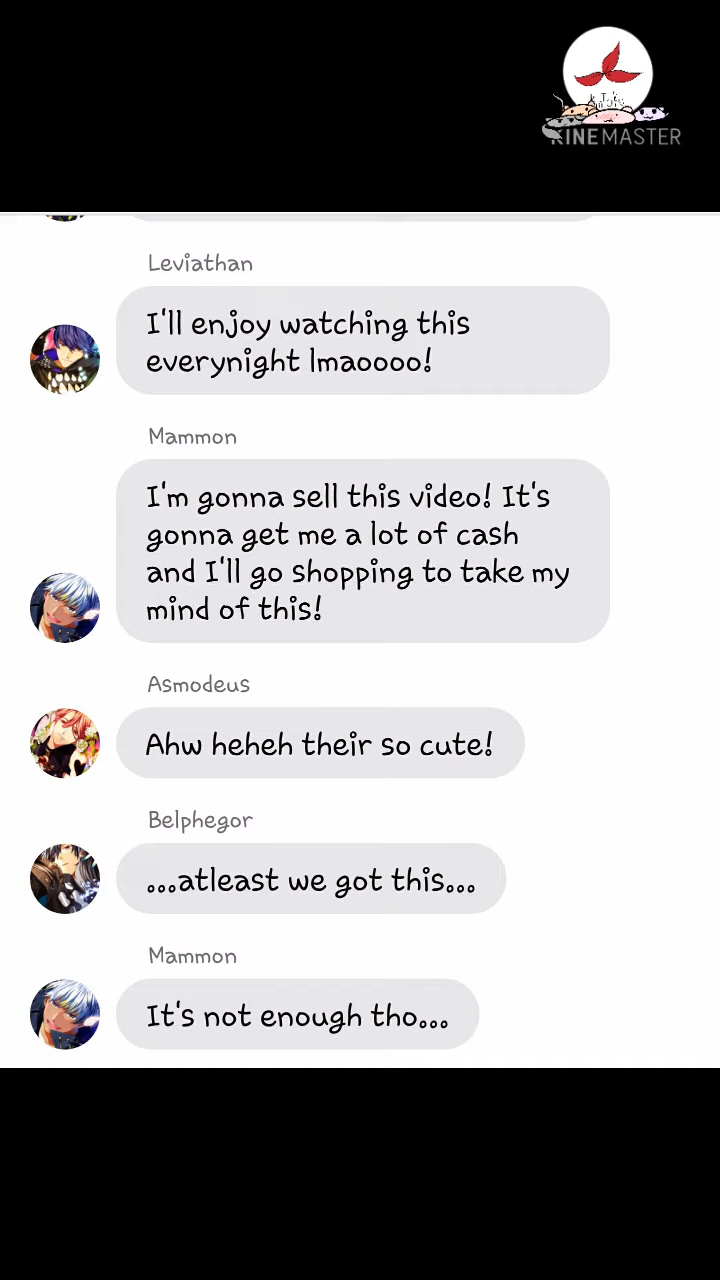 KINEMASTER
Leviathan
I'll enjoy watching this
everynight lmaoooo!
Mammon
I'm gonna sell this video! It's
gonna get me a lot of cash
and I'll go shopping to take my
mind of this!
Asmodeus
Ahw heheh their so cute!
Belphegor
...atleast we got this...
Mammon
It's not enough tho...